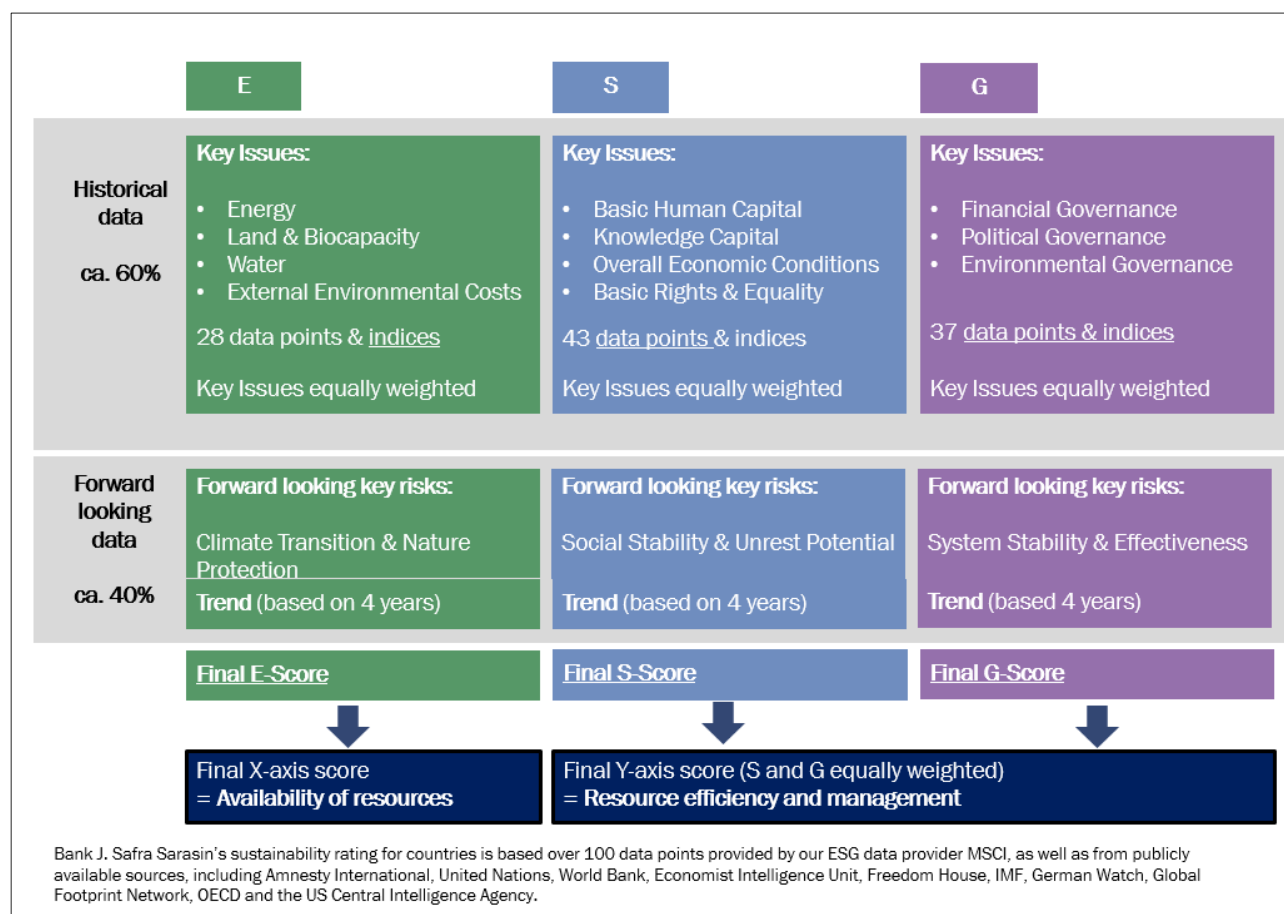 E
S
G
Historical
data
ca. 60%
Key Issues:
• Energy
• Land & Biocapacity
• Water
• External Environmental Costs
28 data points & indices
Key Issues equally weighted
Key Issues:
• Basic Human Capital
• Knowledge Capital
• Overall Economic Conditions
• Basic Rights & Equality
43 data points & indices
Key Issues equally weighted
Key Issues:
• Financial Governance
• Political Governance
• Environmental Governance
37 data points & indices
Key Issues equally weighted
Forward
looking
data
ca. 40%
Forward looking key risks:
Climate Transition & Nature
Protection
Trend (based on 4 years)
Forward looking key risks:
Social Stability & Unrest Potential
Trend (based on 4 years)
Forward looking key risks:
System Stability & Effectiveness
Trend (based 4 years)
Final E-Score
Final S-Score
Final G-Score
Final X-axis score
= Availability of resources
Final Y-axis score (S and G equally weighted)
= Resource efficiency and management
Bank J. Safra Sarasin's sustainability rating for countries is based over 100 data points provided by our ESG data provider MSCI, as well as from publicly
available sources, including Amnesty International, United Nations, World Bank, Economist Intelligence Unit, Freedom House, IMF, German Watch, Global
Footprint Network, OECD and the US Central Intelligence Agency.